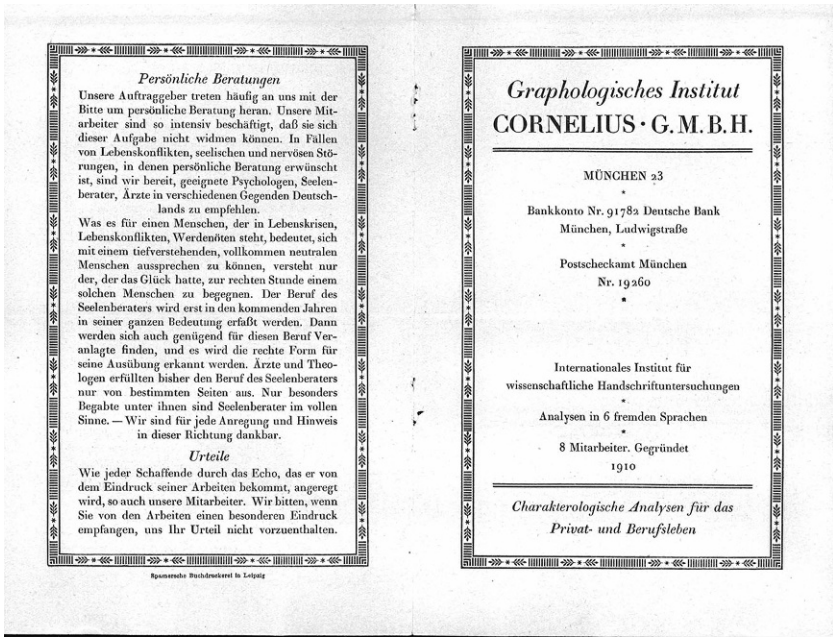 Persönliche Beratungen
Unsere Auftraggeber treten häufig an uns mit der
Bitte um persönliche Beratung heran. Unsere Mit-
arbeiter sind so intensiv beschäftigt, daß sie sich
dieser Aufgabe nicht widmen können. In Fällen
von Lebenskonflikten, seelischen und nervösen Stö-
rungen, in denen persönliche Beratung erwünscht
ist, sind wir bereit, geeignete Psychologen, Seelen-
berater, Ärzte in verschiedenen Gegenden Deutsch-
lands zu empfehlen.
Was es für einen Menschen, der in Lebenskrisen,
Lebenskonflikten, Werdenöten steht, bedeutet, sich
mit einem tiefverstehenden, vollkommen neutralen
Menschen aussprechen zu können, versteht nur
der, der das Glück hatte, zur rechten Stunde einem
solchen Menschen zu begegnen. Der Beruf des
Seelenberaters wird erst in den kommenden Jahren
in seiner ganzen Bedeutung erfaßt werden. Dann
werden sich auch genügend für diesen Beruf Ver-
anlagte finden, und es wird die rechte Form für
seine Ausübung erkannt werden. Ärzte und Theo-
logen erfüllten bisher den Beruf des Seelenberaters
nur von bestimmten Seiten aus. Nur besonders
Begabte unter ihnen sind Seelenberater im vollen
Sinne. — Wir sind für jede Anregung und Hinweis
in dieser Richtung dankbar.
Urteile
Wie jeder Schaffende durch das Echo, das er von
dem Eindruck seiner Arbeiten bekommt, angeregt
wird, so auch unsere Mitarbeiter. Wir bitten, wenn
Sie von den Arbeiten einen besonderen Eindruck
empfangen, uns Ihr Urteil nicht vorzuenthalten.
Spamersche Buchdruckerei in Leipzig
Graphologisches Institut
CORNELIUS · G.M.B.H.
MÜNCHEN 23
*
Bankkonto Nr. 91782 Deutsche Bank
München, Ludwigstraße
*
Postscheckamt München
Nr. 19260
*
Internationales Institut für
wissenschaftliche Handschriftuntersuchungen
*
Analysen in 6 fremden Sprachen
*
8 Mitarbeiter. Gegründet
1910
Charakterologische Analysen für das
Privat- und Berufsleben